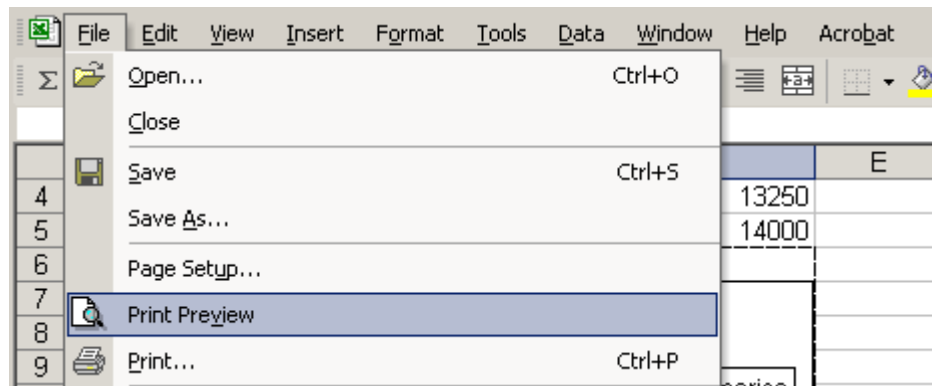 File Edit View Insert Format Tools Data Window Help Acrobat
Σ Open... Ctrl+O a
Close
Save Ctrl+S
E
4 13250
Save As...
5 14000
6 Page Setup...
7 Print Preview
8
9 Print... Ctrl+P